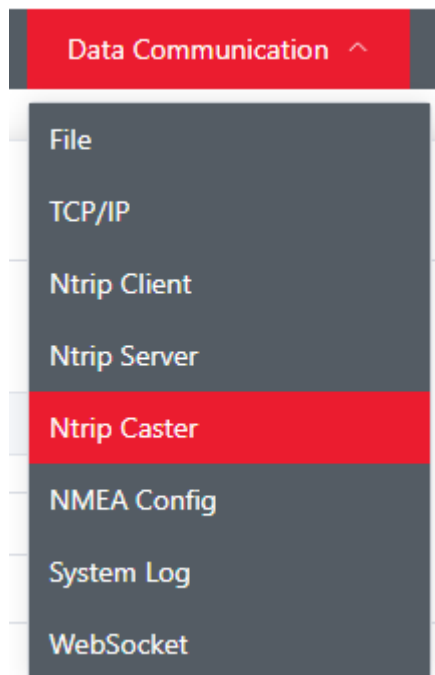 Data Communication
File
TCP/IP
Ntrip Client
Ntrip Server
Ntrip Caster
NMEA Config
System Log
WebSocket